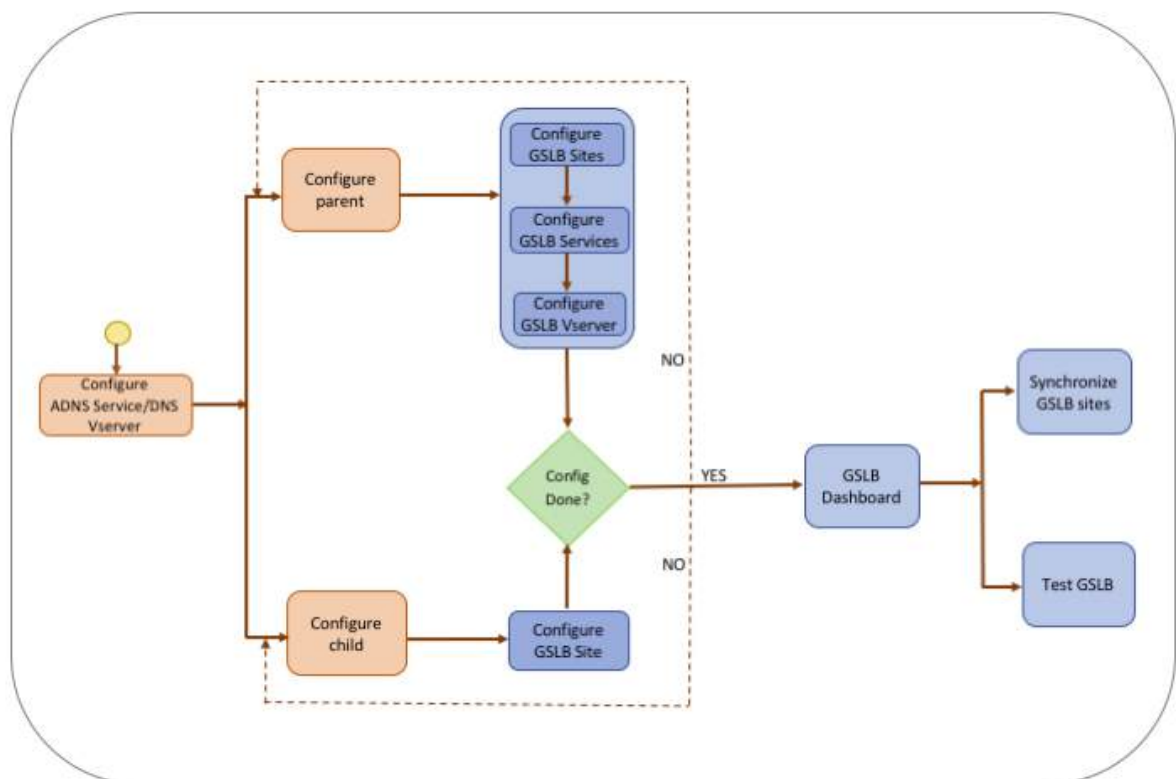 Configure
GSLB Sites
Configure
parent
Configure
GSLB Services
Configure
GSLB Vserver
NO
Configure
ADNS Service/DNS
Vserver
Synchronize
GSLB sites
Config
Done?
YES
GSLB
Dashboard
NO
Test GSLB
Configure
child
Configure
GSLB Site